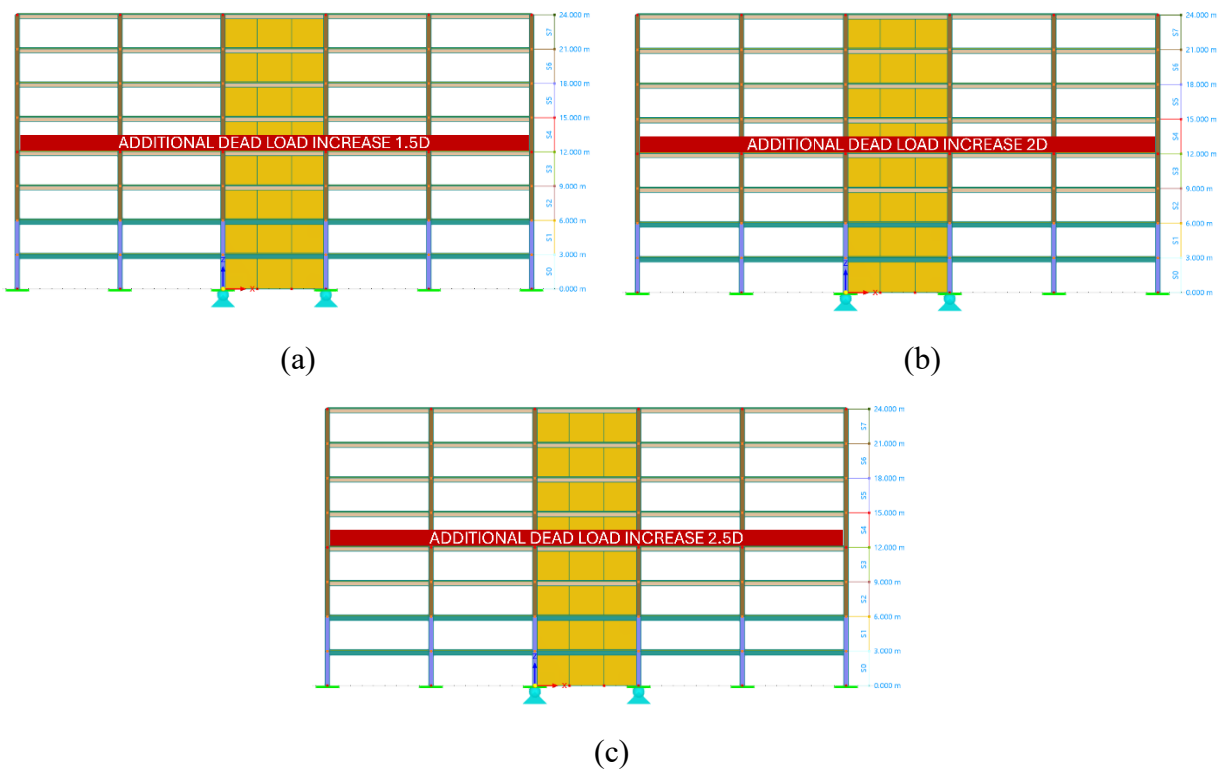 24.000 m
S7
21.000 m
S6
18.000 m
S5
15.000 m
S4
ADDITIONAL DEAD LOAD INCREASE 1.5D
12.000 m
S3
9.000 m
S2
6.000 m
S1
3.000 m
Z
S0
X
0.000 m
(a)
24.000 m
S7
21.000 m
S6
18.000 m
S5
15.000 m
S4
ADDITIONAL DEAD LOAD INCREASE 2D
12.000 m
S3
9.000 m
S2
6.000 m
S1
3.000 m
Z
S0
X
0.000 m
(b)
24.000 m
S7
21.000 m
S6
18.000 m
S5
15.000 m
S4
ADDITIONAL DEAD LOAD INCREASE 2.5D
12.000 m
S3
9.000 m
S2
6.000 m
S1
3.000 m
Z
S0
X
0.000 m
(c)